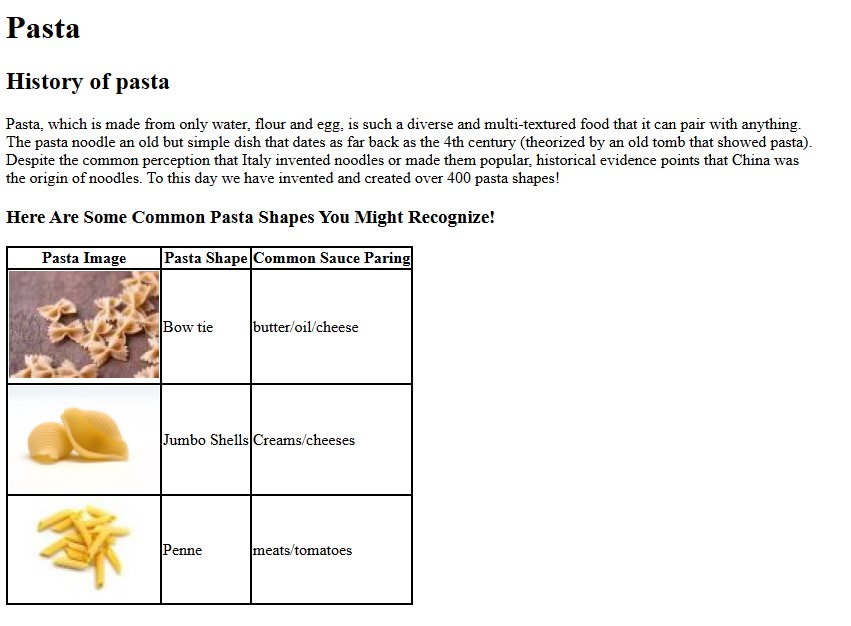 Pasta
History of pasta
Pasta, which is made from only water, flour and egg, is such a diverse and multi-textured food that it can pair with anything.
The pasta noodle an old but simple dish that dates as far back as the 4th century (theorized by an old tomb that showed pasta).
Despite the common perception that Italy invented noodles or made them popular, historical evidence points that China was
the origin of noodles. To this day we have invented and created over 400 pasta shapes!
Here Are Some Common Pasta Shapes You Might Recognize!
Pasta Image Pasta Shape Common Sauce Paring
Bow tie butter/oil/cheese
Jumbo Shells Creams/cheeses
Penne meats/tomatoes